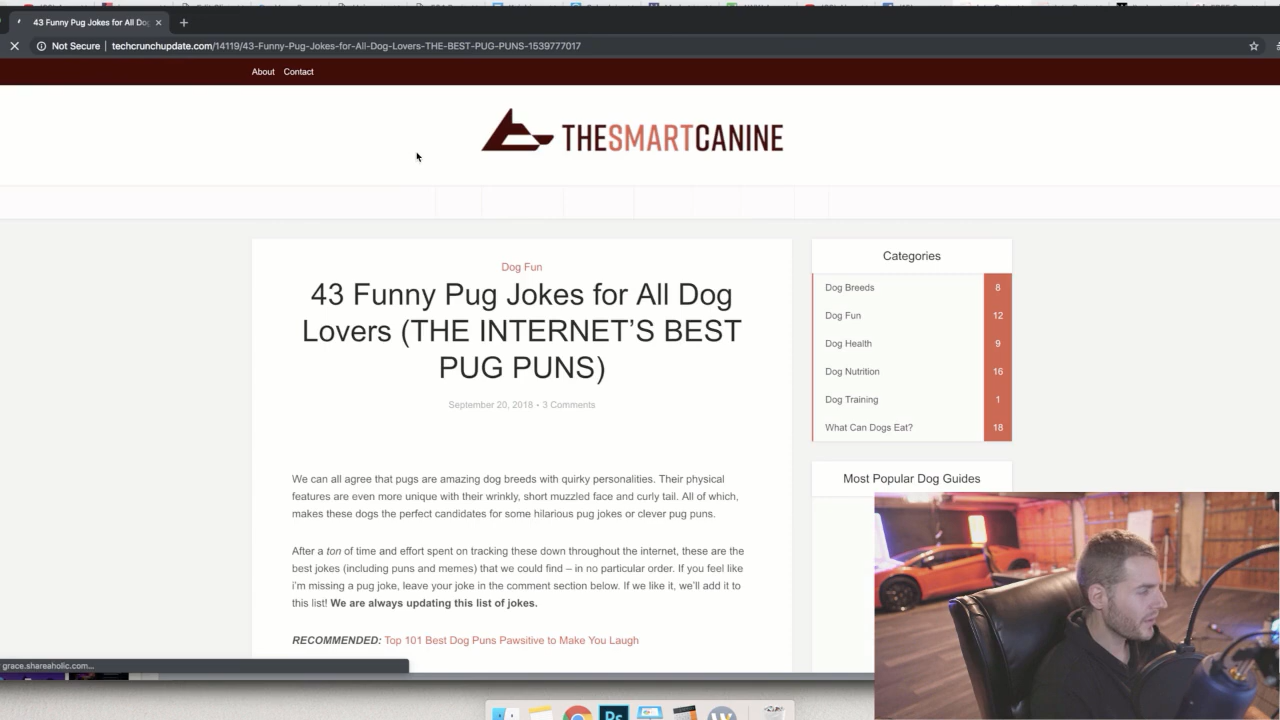 43 Funny Pug Jokes for All Dog
Not Secure | techcrunchupdate.com/14119/43-Funny-Pug-Jokes-for-All-Dog-Lovers-THE-BEST-PUG-PUNS-1539777017
About Contact
THESMARTCANINE
Dog Fun
43 Funny Pug Jokes for All Dog
Lovers (THE INTERNET’S BEST
PUG PUNS)
September 20, 2018 • 3 Comments
We can all agree that pugs are amazing dog breeds with quirky personalities. Their physical
features are even more unique with their wrinkly, short muzzled face and curly tail. All of which,
makes these dogs the perfect candidates for some hilarious pug jokes or clever pug puns.
After a ton of time and effort spent on tracking these down throughout the internet, these are the
best jokes (including puns and memes) that we could find – in no particular order. If you feel like
i’m missing a pug joke, leave your joke in the comment section below. If we like it, we’ll add it to
this list! We are always updating this list of jokes.
RECOMMENDED: Top 101 Best Dog Puns Pawsitive to Make You Laugh
Categories
Dog Breeds 8
Dog Fun 12
Dog Health 9
Dog Nutrition 16
Dog Training 1
What Can Dogs Eat? 18
Most Popular Dog Guides
grace.shareaholic.com...
Ps